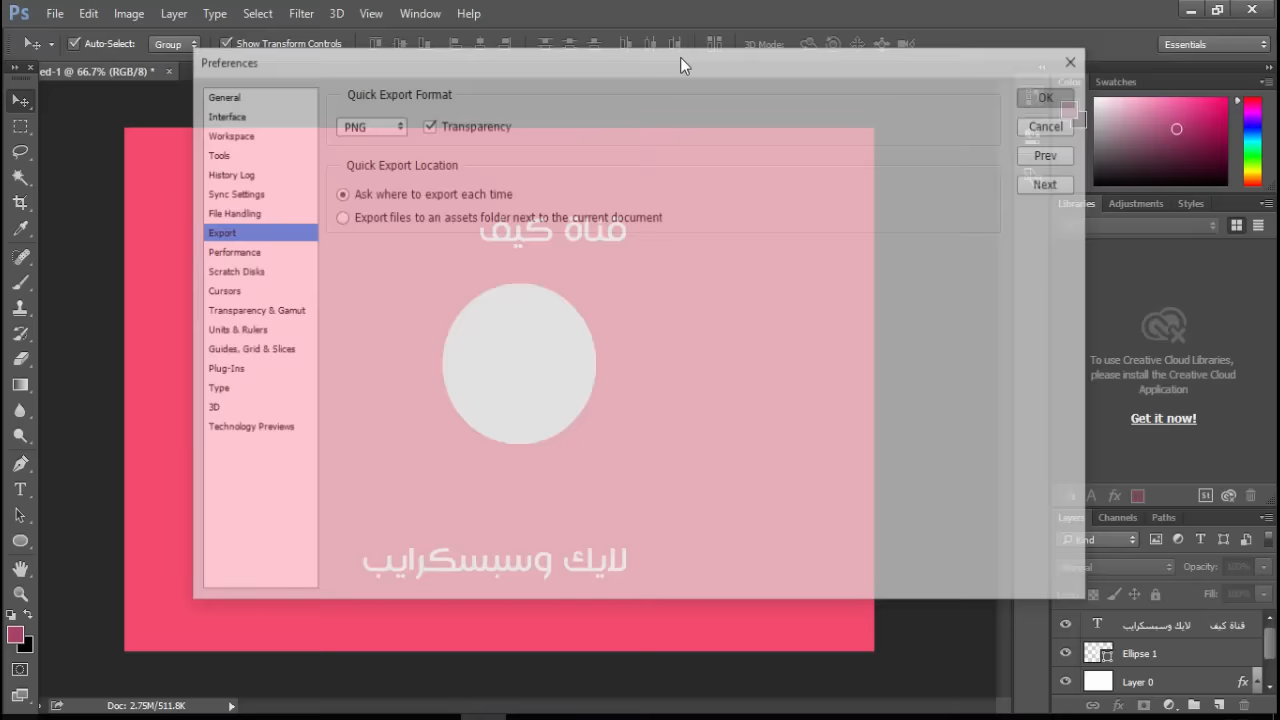 Ps File Edit Image Layer Type Select Filter 3D View Window Help
Auto-Select: Group Show Transform Controls 3D Mode: Essentials
ed-1 @ 66.7% (RGB/8) * ×
Preferences
General
Interface
Workspace
Tools
History Log
Sync Settings
File Handling
Export
Performance
Scratch Disks
Cursors
Transparency & Gamut
Units & Rulers
Guides, Grid & Slices
Plug-Ins
Type
3D
Technology Previews
Quick Export Format
PNG Transparency
Quick Export Location
Ask where to export each time
Export files to an assets folder next to the current document
OK
Cancel
Prev
Next
قناة كيف
لايك وسبسكرايب
Color Swatches
Libraries Adjustments Styles
To use Creative Cloud Libraries,
please install the Creative Cloud
Application
Get it now!
Layers Channels Paths
Kind
Normal Opacity: 100%
Lock: Fill: 100%
قناة كيف لايك وسبسكرايب
Ellipse 1
Layer 0 fx
Doc: 2.75M/511.8K